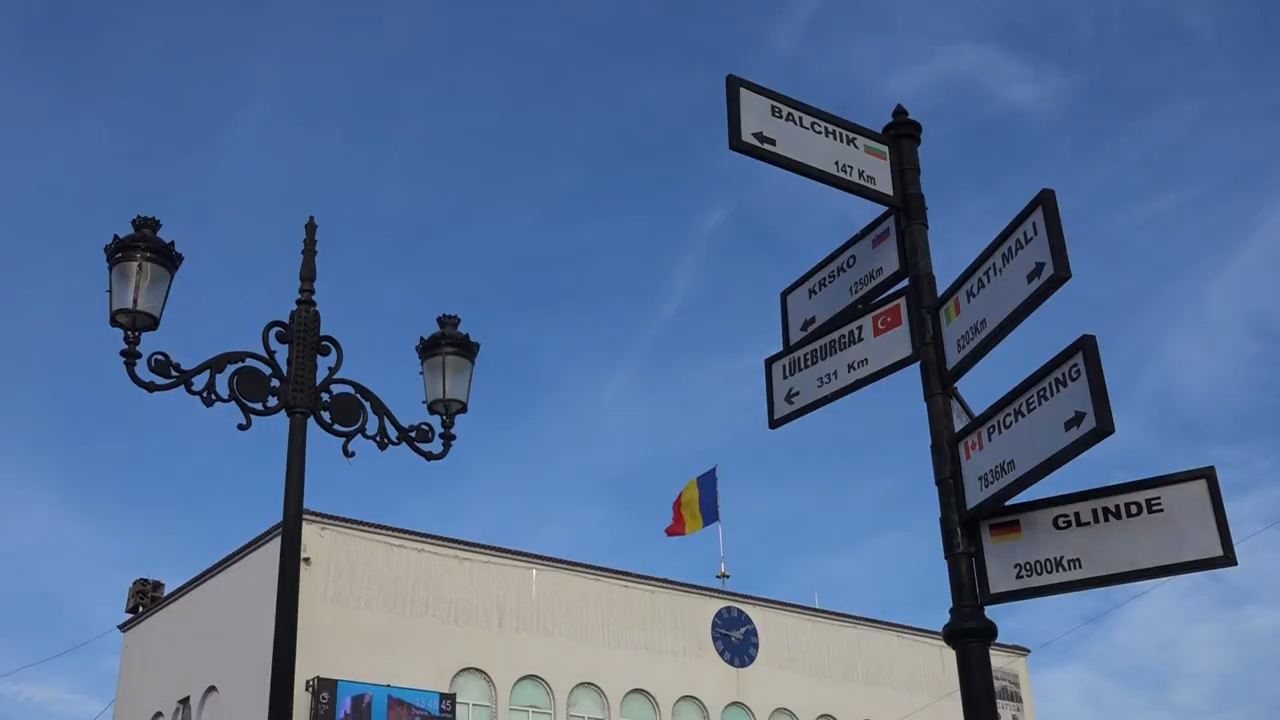 BALCHIK
147 Km
KRSKO
1250Km
LÜLEBURGAZ
331 Km
KATI,MALI
8203Km
PICKERING
7836Km
GLINDE
2900Km